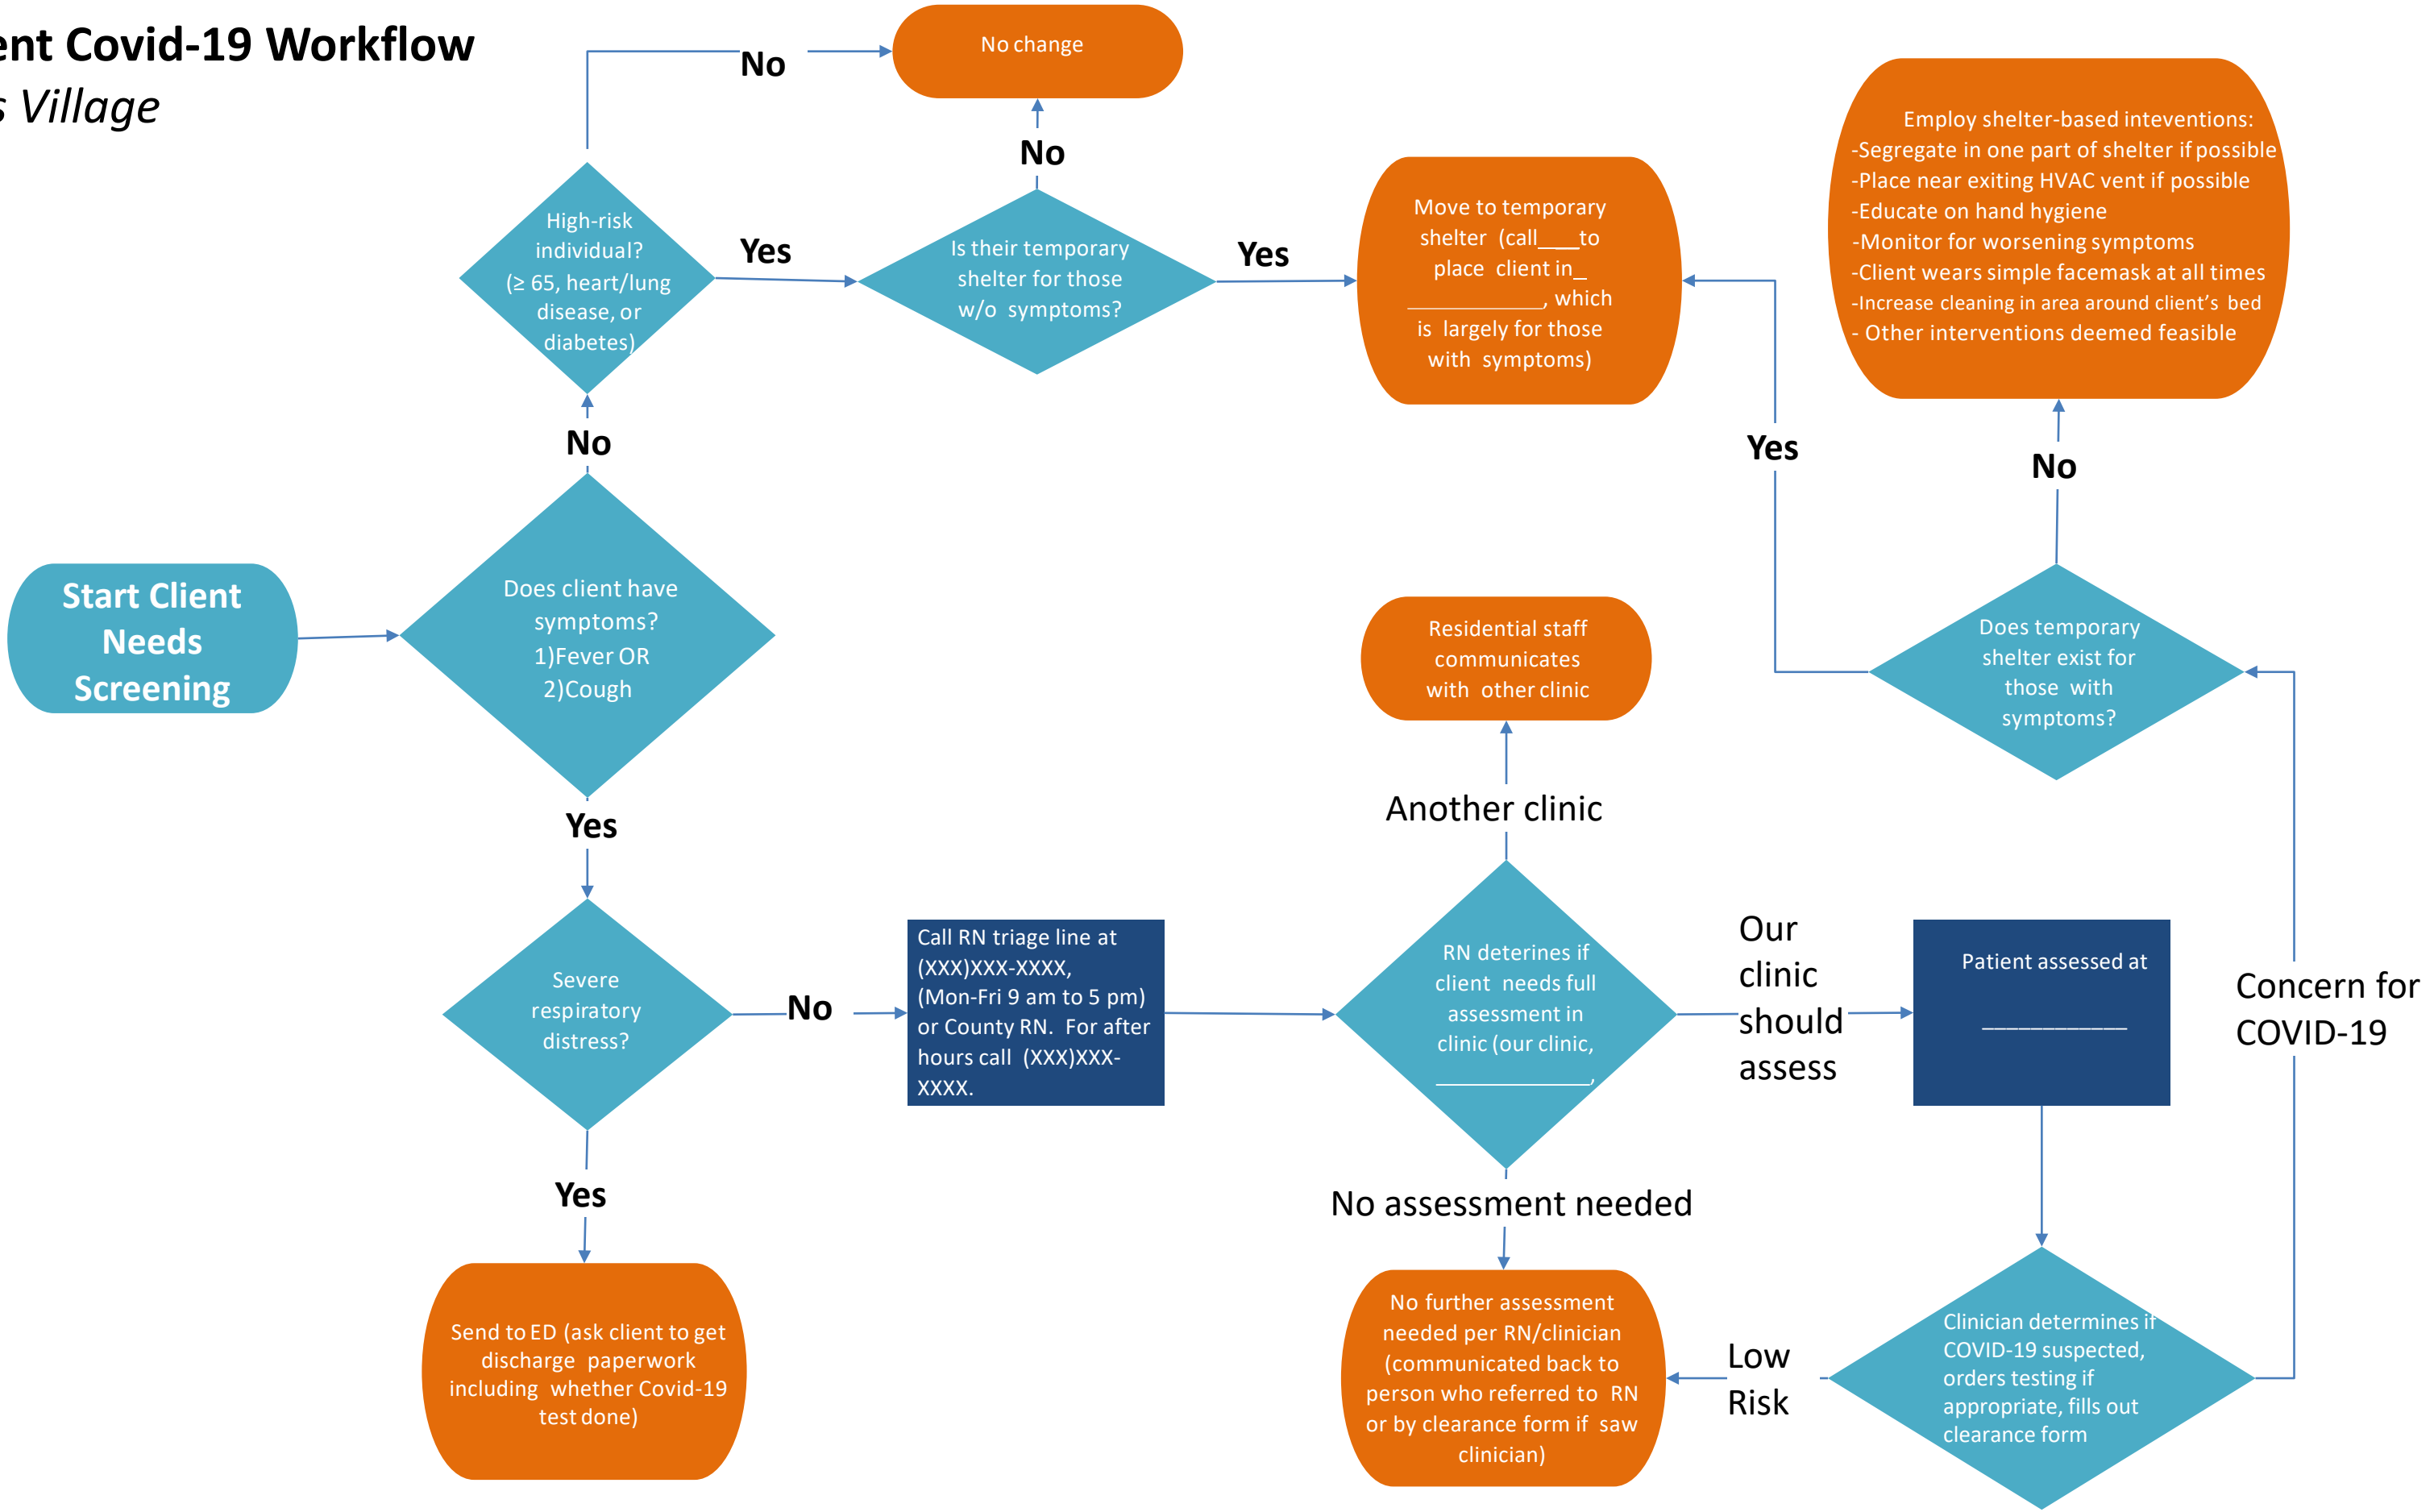 ent Covid-19 Workflow
s Village
No
No change
No
High-risk
individual?
(≥ 65, heart/lung
disease, or
diabetes)
Yes
Is their temporary
shelter for those
w/o symptoms?
Yes
Move to temporary
shelter (call____to
place client in_
____________, which
is largely for those
with symptoms)
Employ shelter-based inteventions:
-Segregate in one part of shelter if possible
-Place near exiting HVAC vent if possible
-Educate on hand hygiene
-Monitor for worsening symptoms
-Client wears simple facemask at all times
-Increase cleaning in area around client's bed
- Other interventions deemed feasible
No
Yes
No
Start Client
Needs
Screening
Does client have
symptoms?
1)Fever OR
2)Cough
Residential staff
communicates
with other clinic
Does temporary
shelter exist for
those with
symptoms?
Yes
Another clinic
Severe
respiratory
distress?
No
Call RN triage line at
(XXX)XXX-XXXX,
(Mon-Fri 9 am to 5 pm)
or County RN. For after
hours call (XXX)XXX-
XXXX.
RN deterines if
client needs full
assessment in
clinic (our clinic,
______________,
Our
clinic
should
assess
Patient assessed at
____________
Concern for
COVID-19
Yes
No assessment needed
Send to ED (ask client to get
discharge paperwork
including whether Covid-19
test done)
No further assessment
needed per RN/clinician
(communicated back to
person who referred to RN
or by clearance form if saw
clinician)
Low
Risk
Clinician determines if
COVID-19 suspected,
orders testing if
appropriate, fills out
clearance form